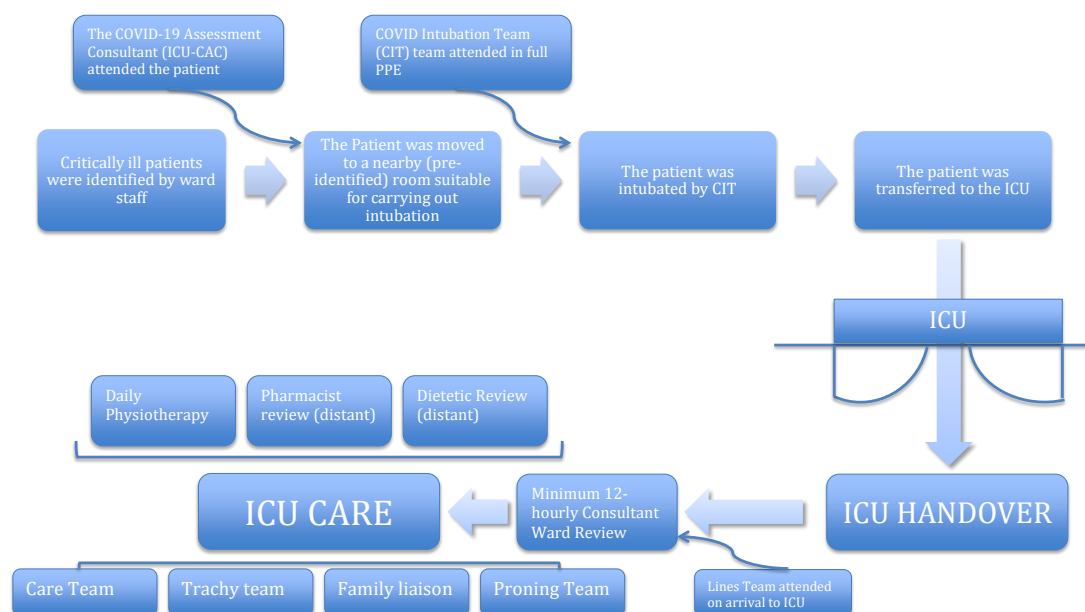 The COVID-19 Assessment
Consultant (ICU-CAC)
attended the patient
COVID Intubation Team
(CIT) team attended in full
PPE
Critically ill patients
were identified by ward
staff
The Patient was moved
to a nearby (pre-
identified) room suitable
for carrying out
intubation
The patient was
intubated by CIT
The patient was
transferred to the ICU
ICU
Daily
Physiotherapy
Pharmacist
review (distant)
Dietetic Review
(distant)
ICU CARE
Minimum 12-
hourly Consultant
Ward Review
ICU HANDOVER
Care Team
Trachy team
Family liaison
Proning Team
Lines Team attended
on arrival to ICU